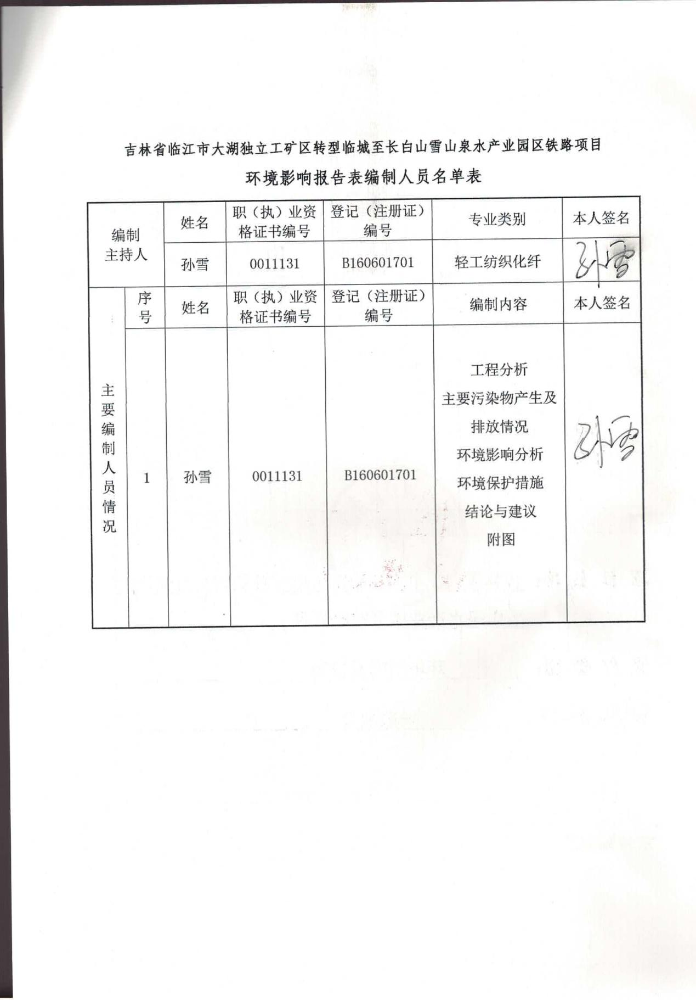 吉林省临江市大湖独立工矿区转型临城至长白山雪山泉水产业园区铁路项目
环境影响报告表编制人员名单表
编制
主持人
姓名
职（执）业资
格证书编号
登记（注册证）
编号
专业类别
本人签名
孙雪
0011131
B160601701
轻工纺织化纤
孙雪
主要编制人员情况
序
号
姓名
职（执）业资
格证书编号
登记（注册证）
编号
编制内容
本人签名
1
孙雪
0011131
B160601701
工程分析
主要污染物产生及
排放情况
环境影响分析
环境保护措施
结论与建议
附图
孙雪